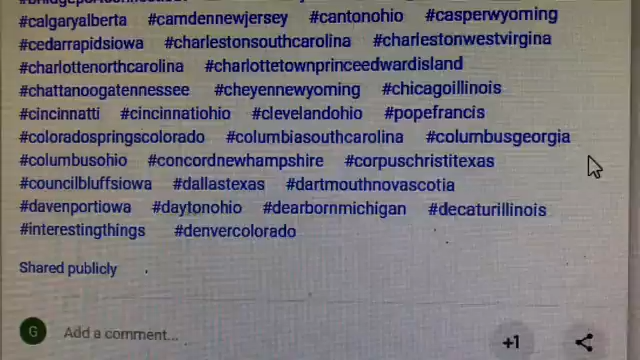 #calgaryalberta #camdennewjersey #cantonohio #casperwyoming
#cedarrapidsiowa #charlestonsouthcarolina #charlestonwestvirgina
#charlottenorthcarolina #charlottetownprinceedwardisland
#chattanoogatennessee #cheyennewyoming #chicagoillinois
#cincinnatti #cincinnatiohio #clevelandohio #popefrancis
#coloradospringscolorado #columbiasouthcarolina #columbusgeorgia
#columbusohio #concordnewhampshire #corpuschristitexas
#councilbluffsiowa #dallastexas #dartmouthnovascotia
#davenportiowa #daytonohio #dearbornmichigan #decaturillinois
#interestingthings #denvercolorado
Shared publicly
G Add a comment...
+1